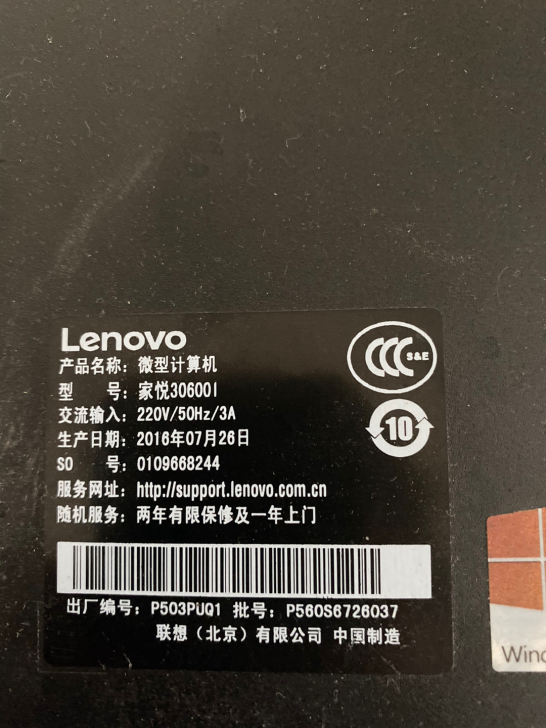 Lenovo
产品名称：微型计算机
型 号：家悦30600I
交流输入：220V/50Hz/3A
生产日期：2016年07月26日
SO 号：0109668244
服务网址：http://support.lenovo.com.cn
随机服务：两年有限保修及一年上门
CCC S&E
10
出厂编号：P503PUQ1 批号：P560S6726037
联想（北京）有限公司 中国制造
Wind